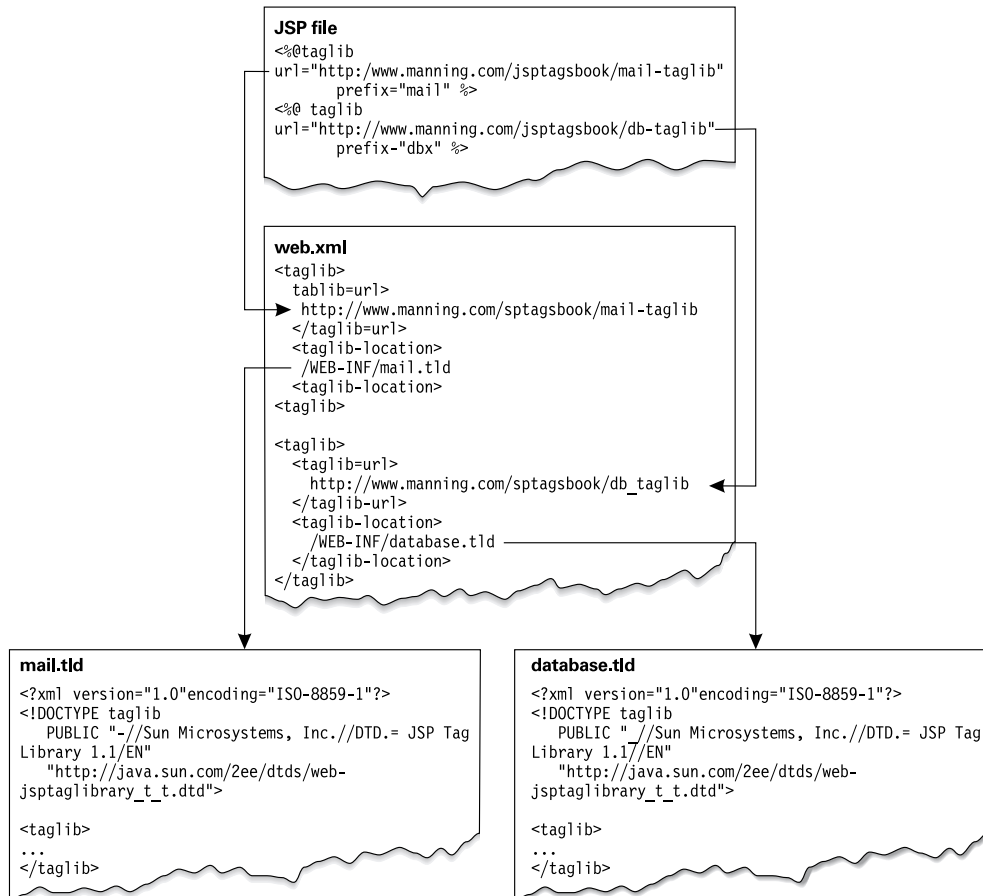 JSP file
<%@taglib
url="http:/www.manning.com/jsptagsbook/mail-taglib"
prefix="mail" %>
<%@ taglib
url="http://www.manning.com/jsptagsbook/db-taglib"
prefix-"dbx" %>
web.xml
<taglib>
tablib=url>
http://www.manning.com/sptagsbook/mail-taglib
</taglib=url>
<taglib-location>
/WEB-INF/mail.tld
<taglib-location>
<taglib>
<taglib>
<taglib=url>
http://www.manning.com/sptagsbook/db_taglib
</taglib-url>
<taglib-location>
/WEB-INF/database.tld
</taglib-location>
</taglib>
mail.tld
<?xml version="1.0"encoding="ISO-8859-1"?>
<!DOCTYPE taglib
PUBLIC "-//Sun Microsystems, Inc.//DTD.= JSP Tag
Library 1.1/EN"
"http://java.sun.com/2ee/dtds/web-
jsptaglibrary_t_t.dtd">
<taglib>
...
</taglib>
database.tld
<?xml version="1.0"encoding="ISO-8859-1"?>
<!DOCTYPE taglib
PUBLIC "_//Sun Microsystems, Inc.//DTD.= JSP Tag
Library 1.1//EN"
"http://java.sun.com/2ee/dtds/web-
jsptaglibrary_t_t.dtd">
<taglib>
...
</taglib>